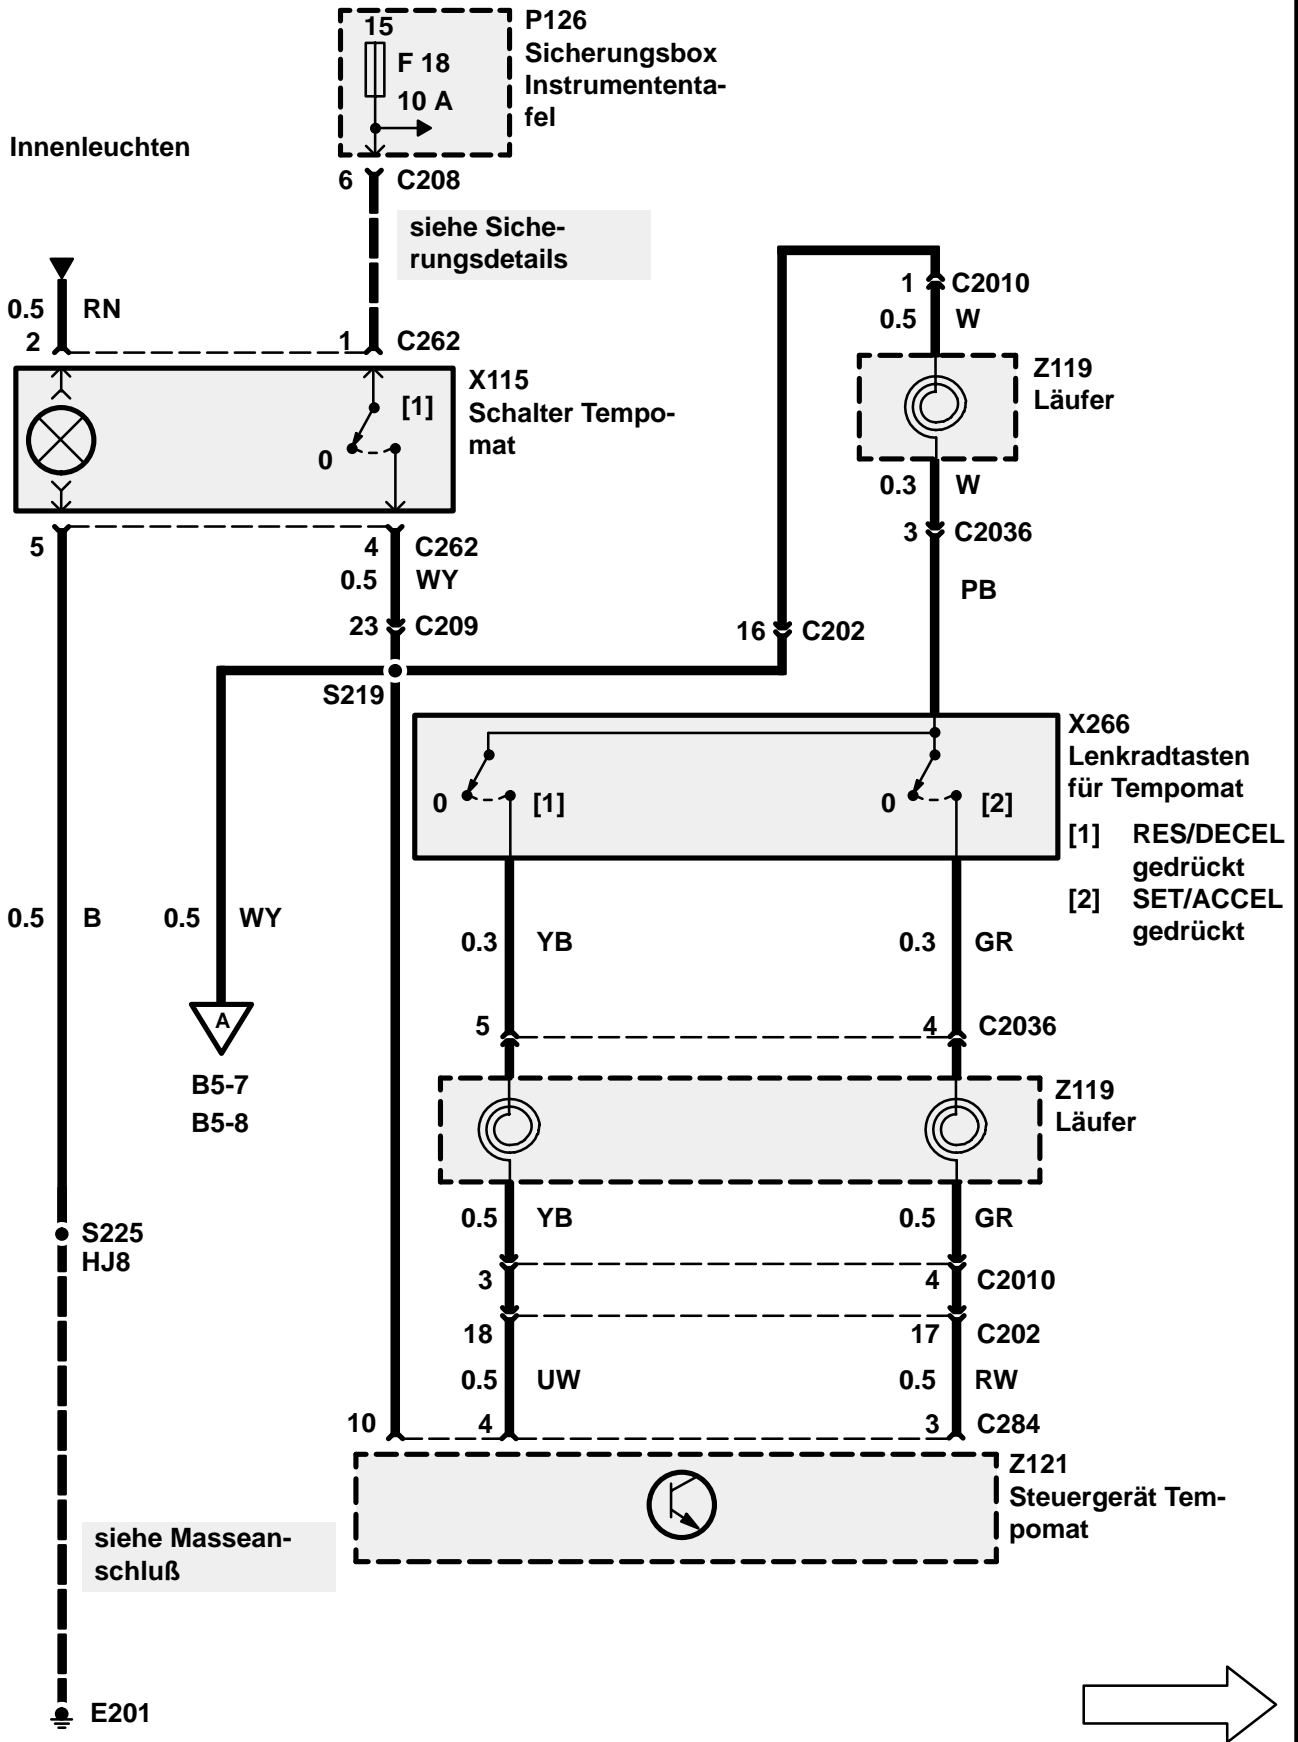 15
F 18
10 A
P126
Sicherungsbox
Instrumententa-
fel
Innenleuchten
6 C208
siehe Siche-
rungsdetails
1 C2010
0.5 W
0.5 RN
2 1 C262
Z119
Läufer
X115
Schalter Tempo-
mat
[1]
0
0.3 W
3 C2036
5 4 C262
0.5 WY
PB
23 C209
16 C202
S219
X266
Lenkradtasten
für Tempomat
0 [1] 0 [2]
[1] RES/DECEL
gedrückt
[2] SET/ACCEL
gedrückt
0.5 B 0.5 WY
0.3 YB 0.3 GR
A
5 4 C2036
B5-7
B5-8
Z119
Läufer
0.5 YB 0.5 GR
S225
HJ8
3 4 C2010
18 17 C202
0.5 UW 0.5 RW
10 4 3 C284
Z121
Steuergerät Tem-
pomat
siehe Massean-
schluß
E201